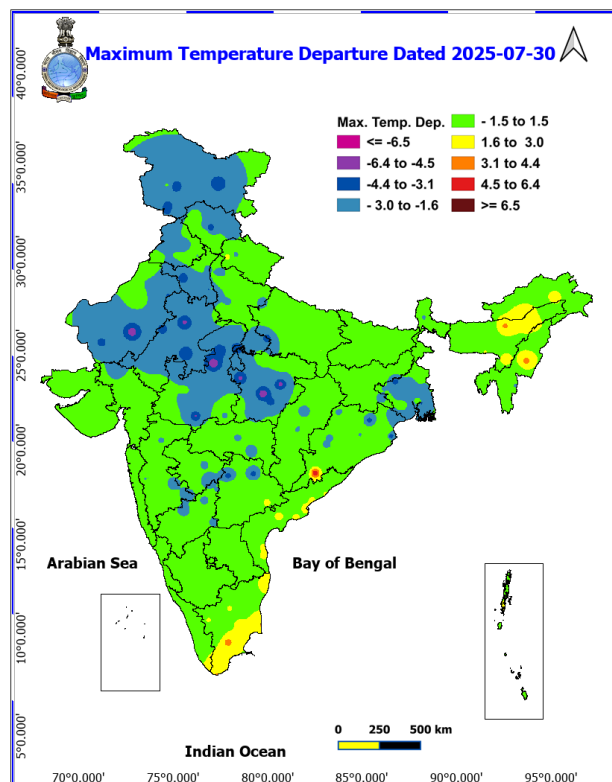 Maximum Temperature Departure Dated 2025-07-30
Max. Temp. Dep.
<= -6.5
-6.4 to -4.5
-4.4 to -3.1
- 3.0 to -1.6
- 1.5 to 1.5
1.6 to 3.0
3.1 to 4.4
4.5 to 6.4
>= 6.5
40°0.000'
35°0.000'
30°0.000'
25°0.000'
20°0.000'
15°0.000'
10°0.000'
5°0.000'
Arabian Sea
Bay of Bengal
Indian Ocean
0 250 500 km
70°0.000' 75°0.000' 80°0.000' 85°0.000' 90°0.000' 95°0.000'